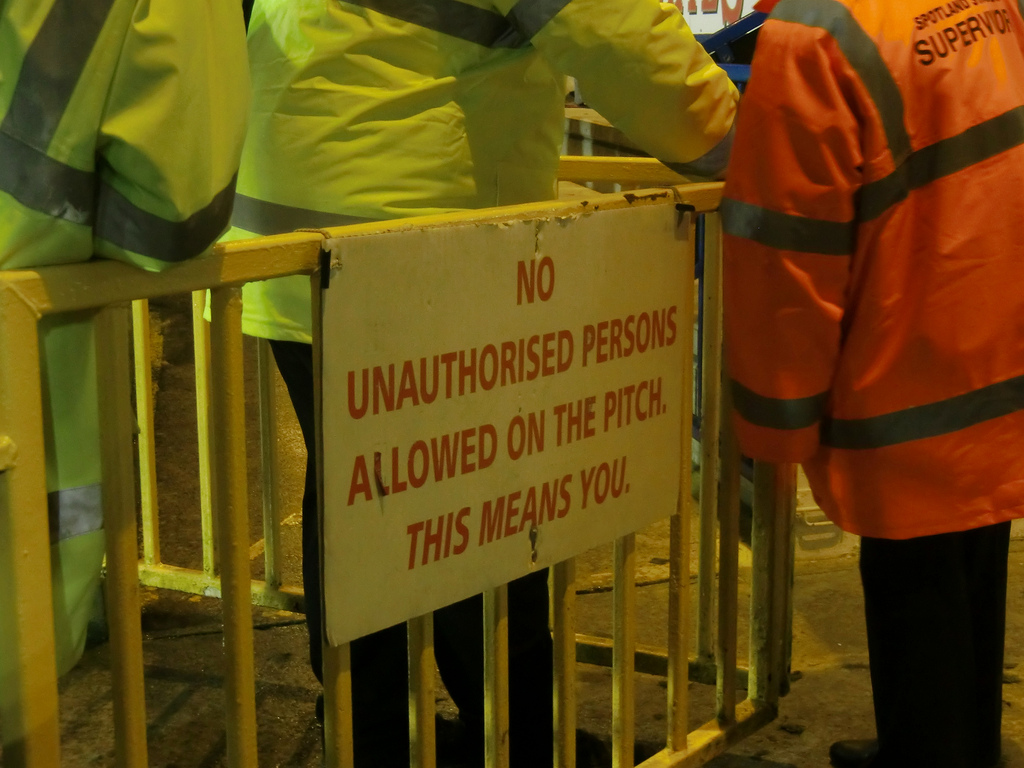 SUPERVISOR
NO
UNAUTHORISED PERSONS
ALLOWED ON THE PITCH.
THIS MEANS YOU.